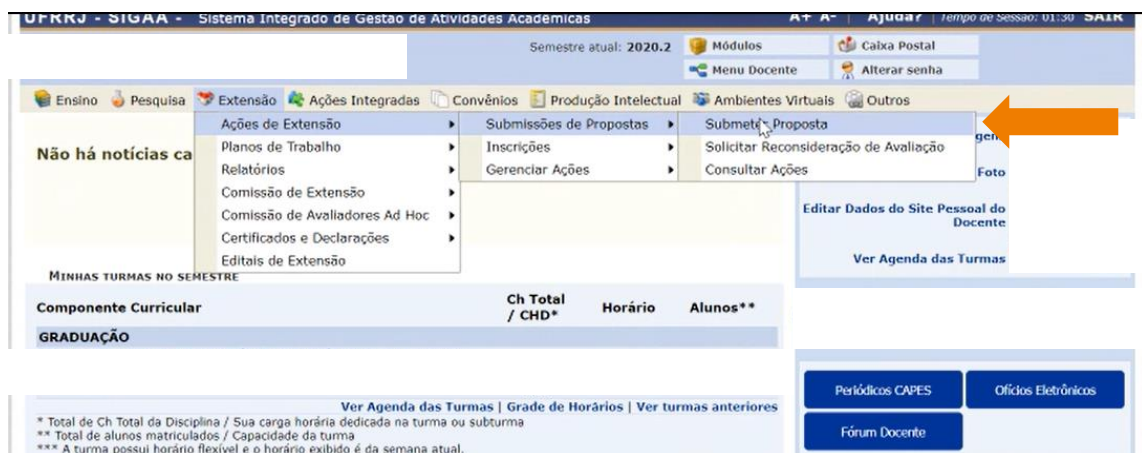 UFRRJ - SIGAA - Sistema Integrado de Gestão de Atividades Acadêmicas A+ A- | Ajuda? | Tempo de Sessão: 01:30 SAIR
Semestre atual: 2020.2 Módulos Caixa Postal
Menu Docente Alterar senha
Ensino Pesquisa Extensão Ações Integradas Convênios Produção Intelectual Ambientes Virtuais Outros
Ações de Extensão Submissões de Propostas Submeter Proposta
Planos de Trabalho Inscrições Solicitar Reconsideração de Avaliação
Relatórios Gerenciar Ações Consultar Ações
Comissão de Extensão
Comissão de Avaliadores Ad Hoc
Certificados e Declarações
Editais de Extensão
Não há notícias ca
Foto
Editar Dados do Site Pessoal do
Docente
Ver Agenda das Turmas
MINHAS TURMAS NO SEMESTRE
Componente Curricular Ch Total / CHD* Horário Alunos**
GRADUAÇÃO
Ver Agenda das Turmas | Grade de Horários | Ver turmas anteriores
* Total de Ch Total da Disciplina / Sua carga horária dedicada na turma ou subturma
** Total de alunos matriculados / Capacidade da turma
*** A turma possui horário flexível e o horário exibido é da semana atual.
Periódicos CAPES Ofícios Eletrônicos
Fórum Docente